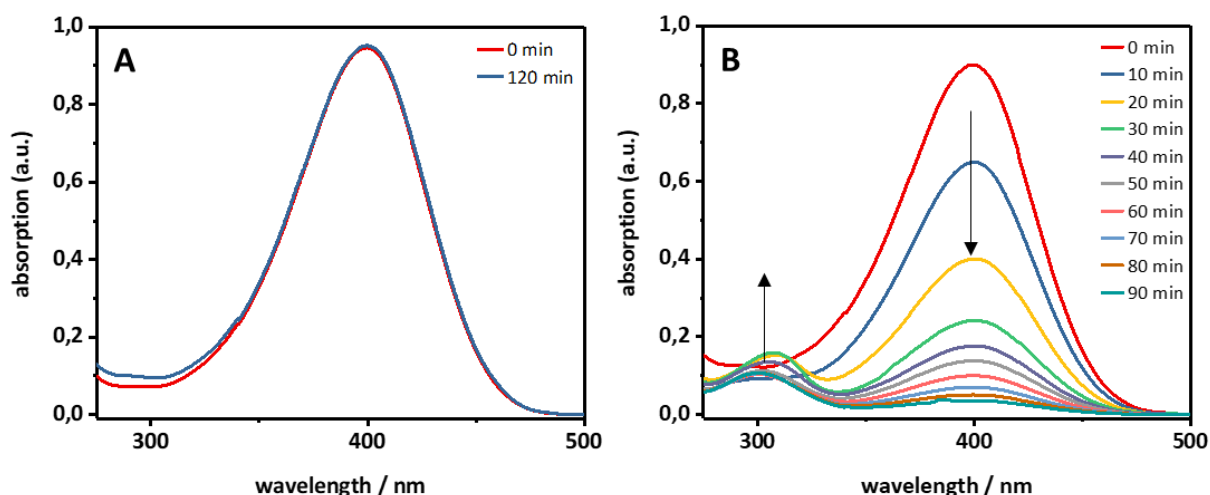 A
0 min
120 min
1,0
0,8
0,6
0,4
0,2
0,0
absorption (a.u.)
300
400
500
wavelength / nm
B
0 min
10 min
20 min
30 min
40 min
50 min
60 min
70 min
80 min
90 min
1,0
0,8
0,6
0,4
0,2
0,0
absorption (a.u.)
300
400
500
wavelength / nm